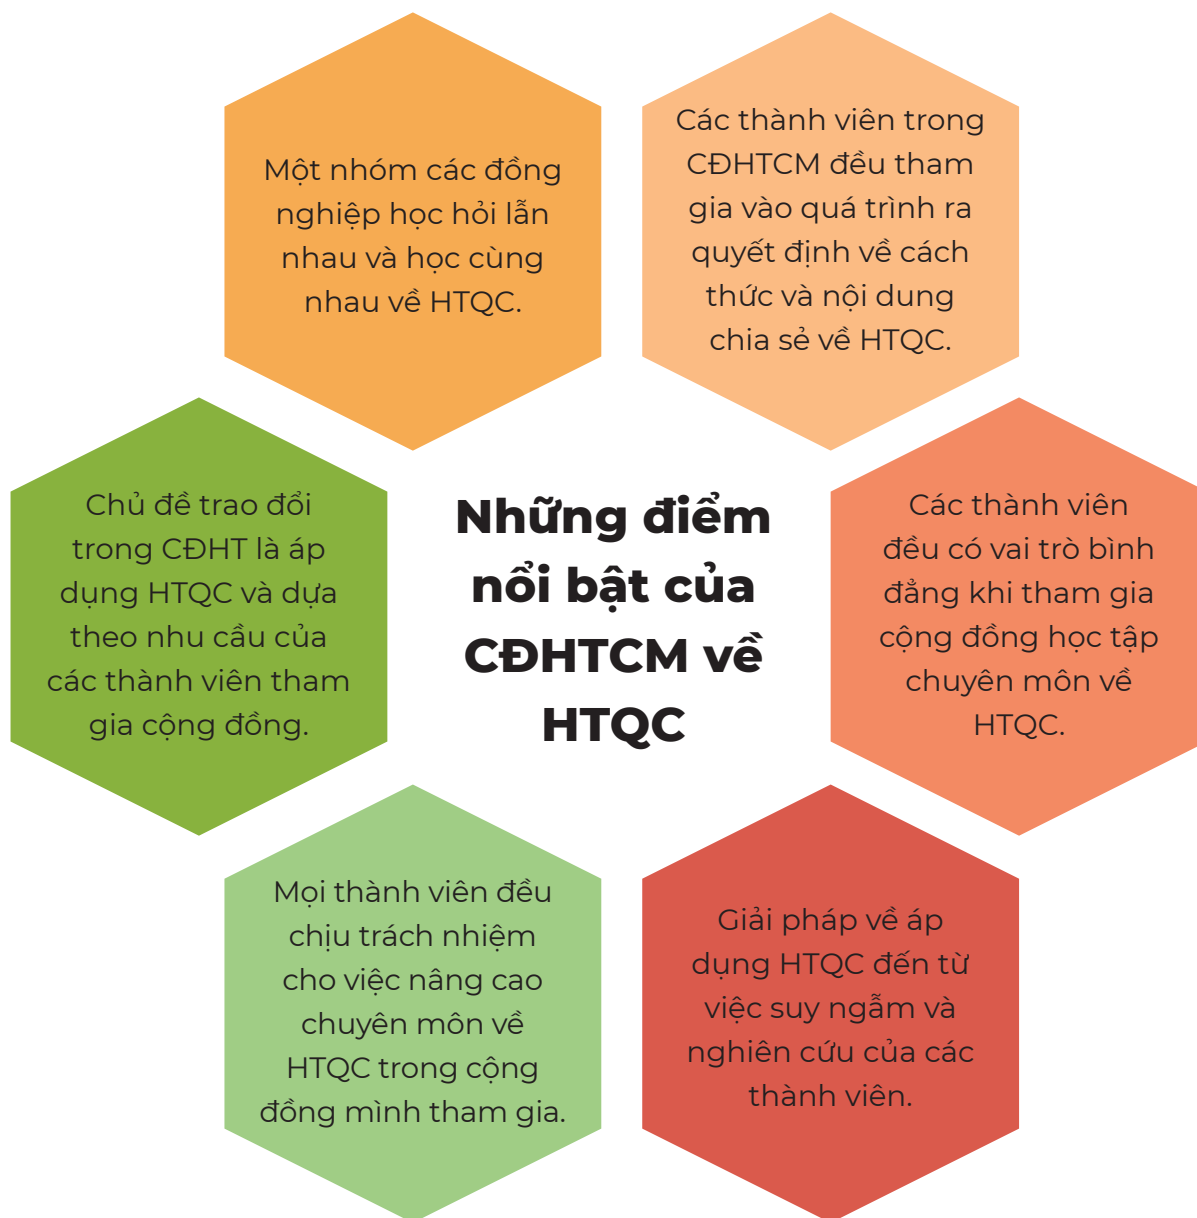 Một nhóm các đồng
nghiệp học hỏi lẫn
nhau và học cùng
nhau về HTQC.
Các thành viên trong
CĐHTCM đều tham
gia vào quá trình ra
quyết định về cách
thức và nội dung
chia sẻ về HTQC.
Chủ đề trao đổi
trong CĐHT là áp
dụng HTQC và dựa
theo nhu cầu của
các thành viên tham
gia cộng đồng.
Những điểm
nổi bật của
CĐHTCM về
HTQC
Các thành viên
đều có vai trò bình
đẳng khi tham gia
cộng đồng học tập
chuyên môn về
HTQC.
Mọi thành viên đều
chịu trách nhiệm
cho việc nâng cao
chuyên môn về
HTQC trong cộng
đồng mình tham gia.
Giải pháp về áp
dụng HTQC đến từ
việc suy ngẫm và
nghiên cứu của các
thành viên.